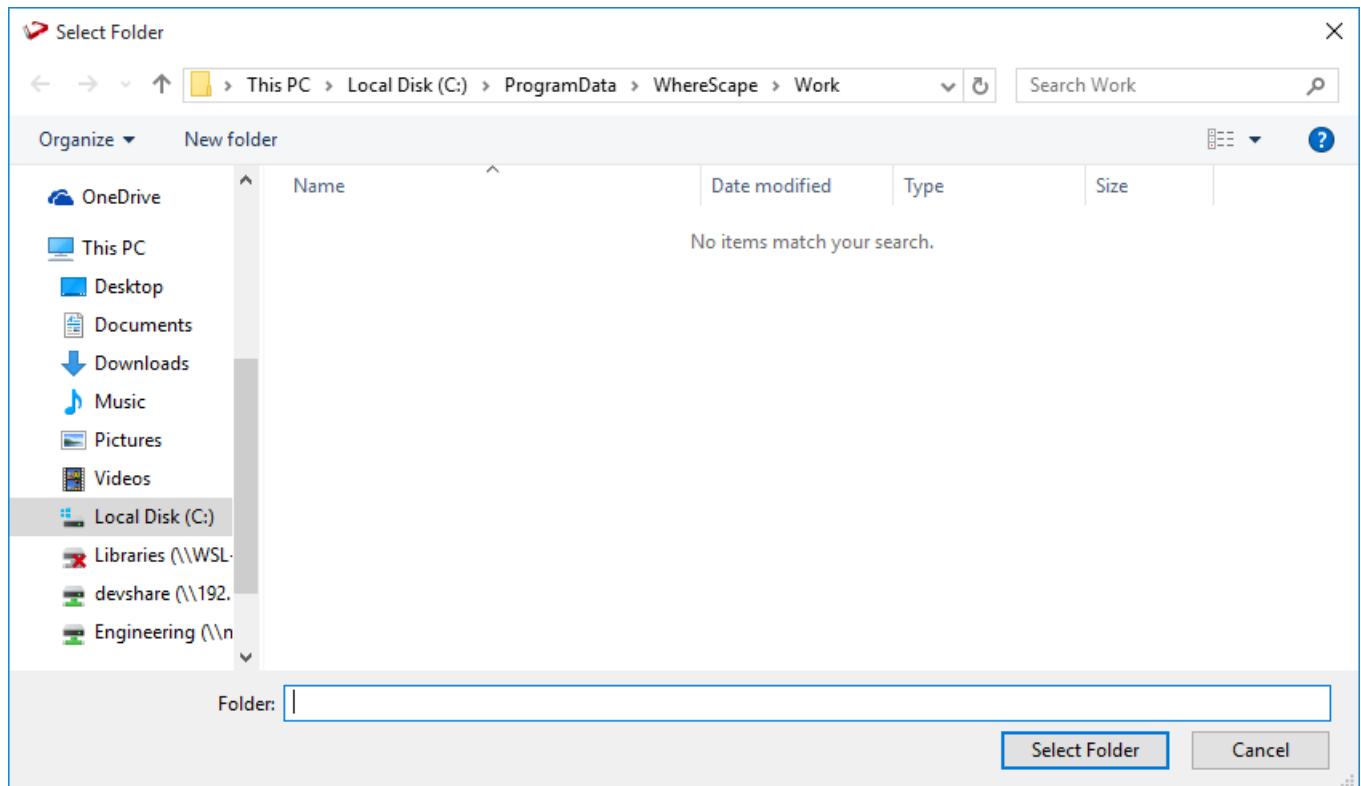 Select Folder
This PC > Local Disk (C:) > ProgramData > WhereScape > Work
Search Work
Organize
New folder
?
Name
Date modified
Type
Size
No items match your search.
OneDrive
This PC
Desktop
Documents
Downloads
Music
Pictures
Videos
Local Disk (C:)
Libraries (\\WSL-
devshare (\\192.
Engineering (\\n
Folder:
Select Folder
Cancel